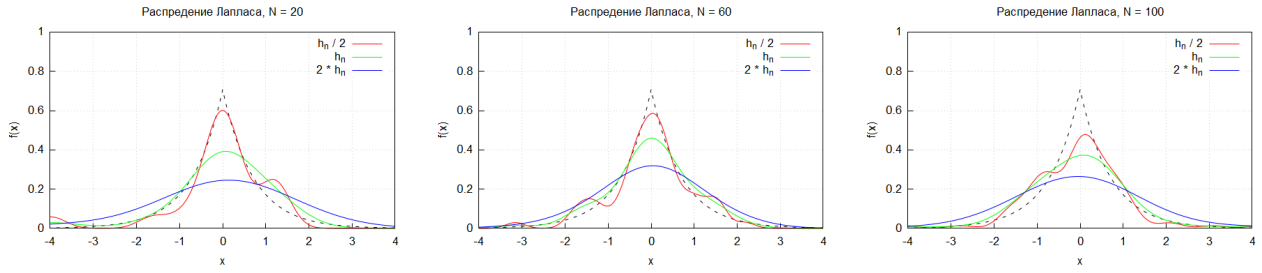 Распредение Лапласа, N = 20
hₙ / 2
hₙ
2 * hₙ
f(x)
1
0.8
0.6
0.4
0.2
0
-4 -3 -2 -1 0 1 2 3 4
x
Распредение Лапласа, N = 60
hₙ / 2
hₙ
2 * hₙ
f(x)
1
0.8
0.6
0.4
0.2
0
-4 -3 -2 -1 0 1 2 3 4
x
Распредение Лапласа, N = 100
hₙ / 2
hₙ
2 * hₙ
f(x)
1
0.8
0.6
0.4
0.2
0
-4 -3 -2 -1 0 1 2 3 4
x